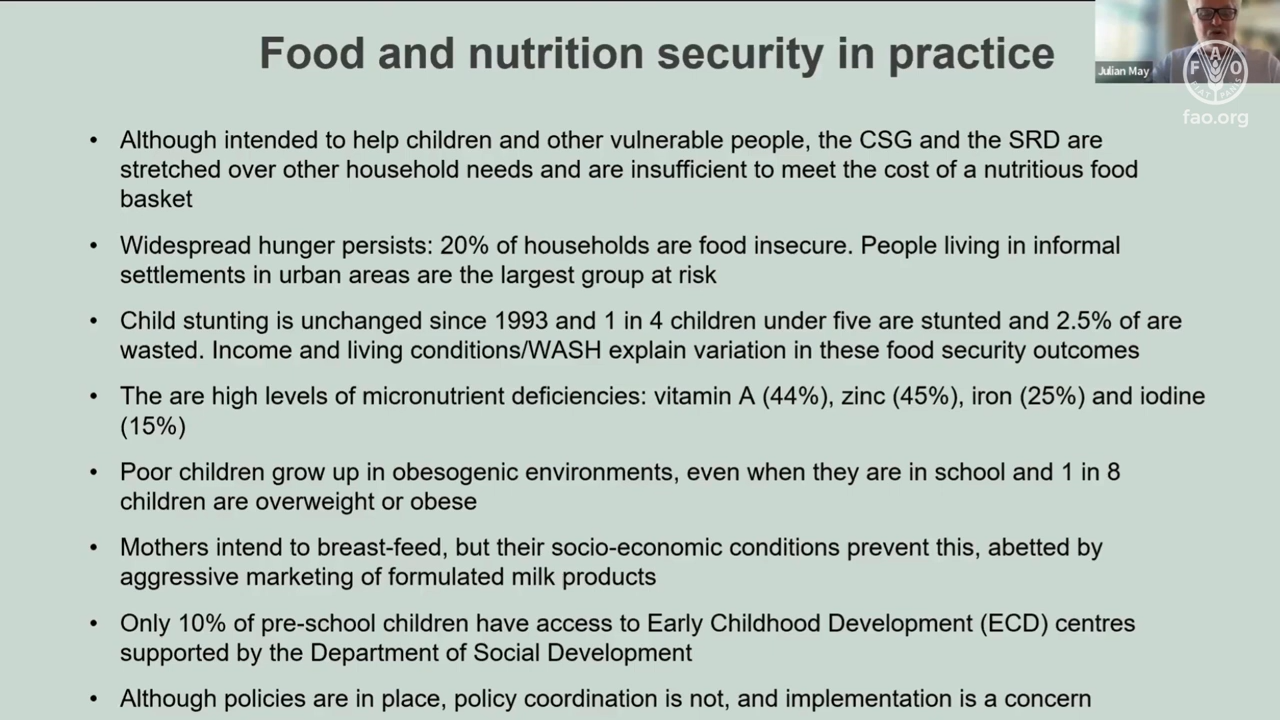 Food and nutrition security in practice
Julian May
F A O
FIAT PANIS
fao.org
• Although intended to help children and other vulnerable people, the CSG and the SRD are
stretched over other household needs and are insufficient to meet the cost of a nutritious food
basket
• Widespread hunger persists: 20% of households are food insecure. People living in informal
settlements in urban areas are the largest group at risk
• Child stunting is unchanged since 1993 and 1 in 4 children under five are stunted and 2.5% of are
wasted. Income and living conditions/WASH explain variation in these food security outcomes
• The are high levels of micronutrient deficiencies: vitamin A (44%), zinc (45%), iron (25%) and iodine
(15%)
• Poor children grow up in obesogenic environments, even when they are in school and 1 in 8
children are overweight or obese
• Mothers intend to breast-feed, but their socio-economic conditions prevent this, abetted by
aggressive marketing of formulated milk products
• Only 10% of pre-school children have access to Early Childhood Development (ECD) centres
supported by the Department of Social Development
• Although policies are in place, policy coordination is not, and implementation is a concern